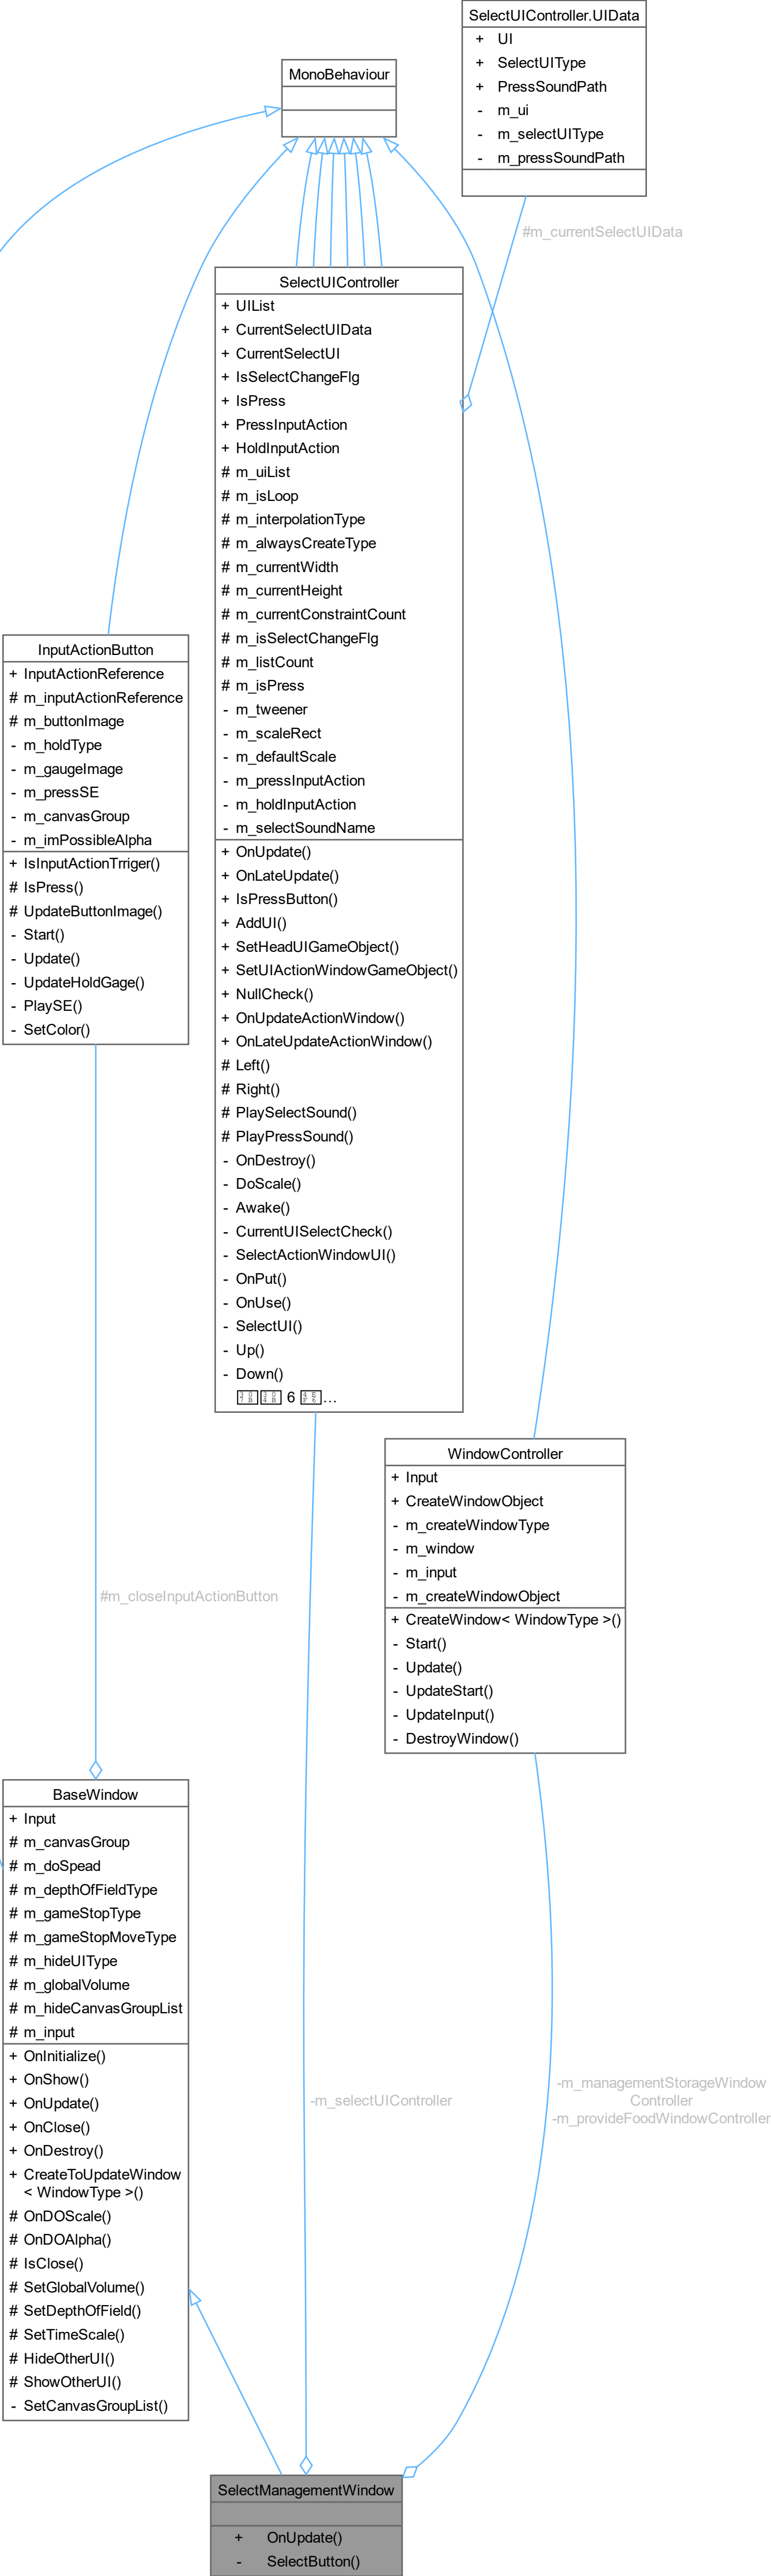 SelectUIController.UIData
+ UI
+ SelectUIType
+ PressSoundPath
- m_ui
- m_selectUIType
- m_pressSoundPath
MonoBehaviour
#m_currentSelectUIData
SelectUIController
+ UIList
+ CurrentSelectUIData
+ CurrentSelectUI
+ IsSelectChangeFlg
+ IsPress
+ PressInputAction
+ HoldInputAction
# m_uiList
# m_isLoop
# m_interpolationType
# m_alwaysCreateType
# m_currentWidth
# m_currentHeight
# m_currentConstraintCount
# m_isSelectChangeFlg
# m_listCount
# m_isPress
- m_tweener
- m_scaleRect
- m_defaultScale
- m_pressInputAction
- m_holdInputAction
- m_selectSoundName
+ OnUpdate()
+ OnLateUpdate()
+ IsPressButton()
+ AddUI()
+ SetHeadUIGameObject()
+ SetUIActionWindowGameObject()
+ NullCheck()
+ OnUpdateActionWindow()
+ OnLateUpdateActionWindow()
# Left()
# Right()
# PlaySelectSound()
# PlayPressSound()
- OnDestroy()
- DoScale()
- Awake()
- CurrentUISelectCheck()
- SelectActionWindowUI()
- OnPut()
- OnUse()
- SelectUI()
- Up()
- Down()
6 ...
InputActionButton
+ InputActionReference
# m_inputActionReference
# m_buttonImage
- m_holdType
- m_gaugeImage
- m_pressSE
- m_canvasGroup
- m_imPossibleAlpha
+ IsInputActionTrriger()
# IsPress()
# UpdateButtonImage()
- Start()
- Update()
- UpdateHoldGage()
- PlaySE()
- SetColor()
WindowController
+ Input
+ CreateWindowObject
- m_createWindowType
- m_window
- m_input
- m_createWindowObject
+ CreateWindow< WindowType >()
- Start()
- Update()
- UpdateStart()
- UpdateInput()
- DestroyWindow()
#m_closeInputActionButton
BaseWindow
+ Input
# m_canvasGroup
# m_doSpead
# m_depthOfFieldType
# m_gameStopType
# m_gameStopMoveType
# m_hideUIType
# m_globalVolume
# m_hideCanvasGroupList
# m_input
+ OnInitialize()
+ OnShow()
+ OnUpdate()
+ OnClose()
+ OnDestroy()
+ CreateToUpdateWindow
< WindowType >()
# OnDOScale()
# OnDOAlpha()
# IsClose()
# SetGlobalVolume()
# SetDepthOfField()
# SetTimeScale()
# HideOtherUI()
# ShowOtherUI()
- SetCanvasGroupList()
-m_selectUIController
-m_managementStorageWindow
Controller
-m_provideFoodWindowController
SelectManagementWindow
+ OnUpdate()
- SelectButton()